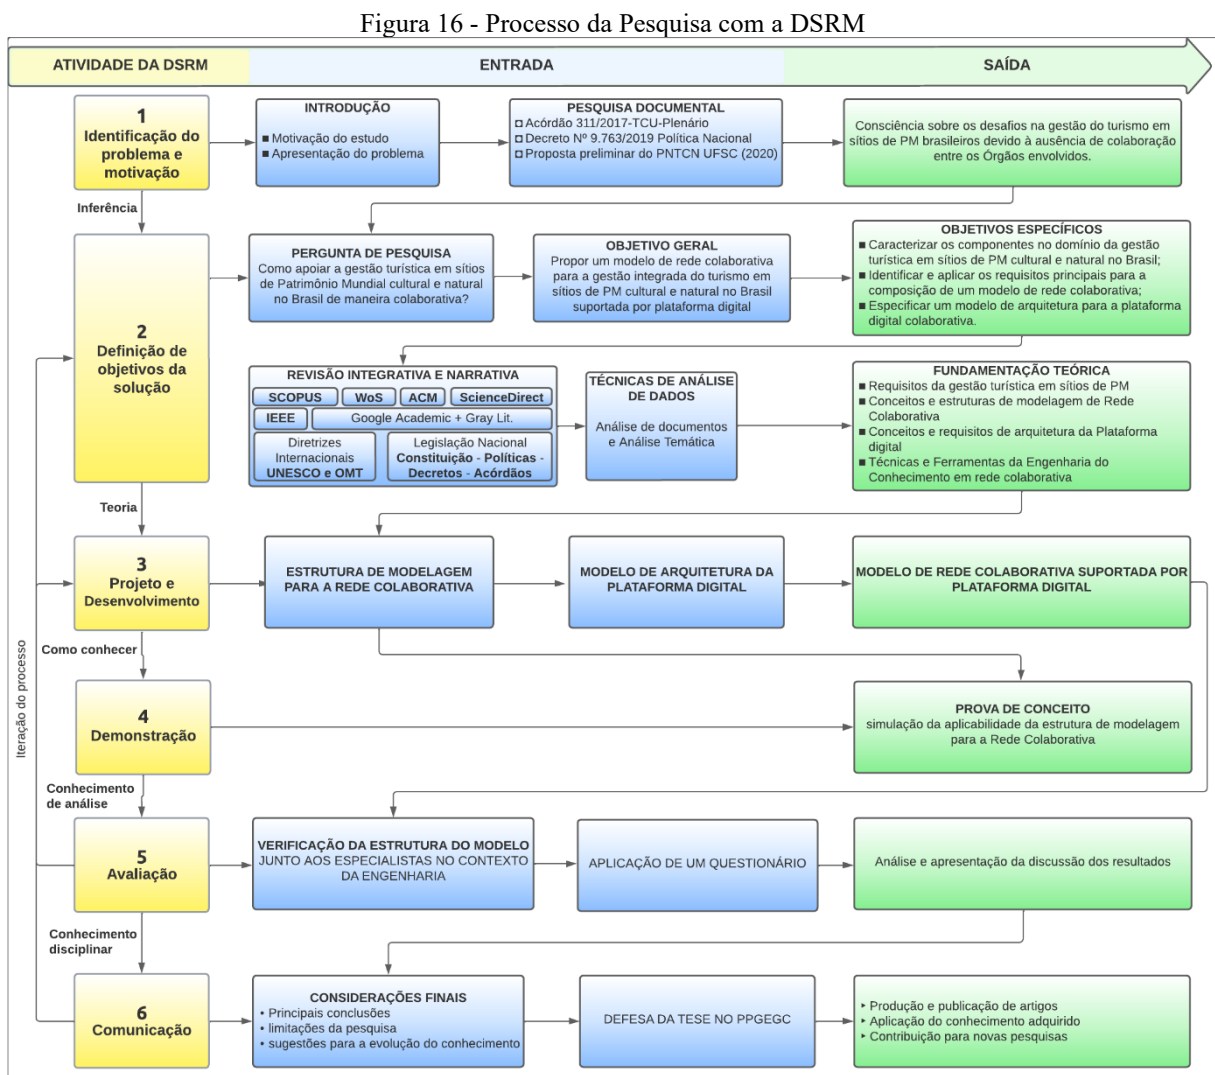 Figura 16 - Processo da Pesquisa com a DSRM
ATIVIDADE DA DSRM
ENTRADA
SAÍDA
1
Identificação do
problema e
motivação
INTRODUÇÃO
■ Motivação do estudo
■ Apresentação do problema
PESQUISA DOCUMENTAL
◘ Acórdão 311/2017-TCU-Plenário
◘ Decreto Nº 9.763/2019 Política Nacional
◘ Proposta preliminar do PNTCN UFSC (2020)
Consciência sobre os desafios na gestão do turismo em
sítios de PM brasileiros devido à ausência de colaboração
entre os Órgãos envolvidos.
Inferência
2
Definição de
objetivos da
solução
PERGUNTA DE PESQUISA
Como apoiar a gestão turística em sítios
de Patrimônio Mundial cultural e natural
no Brasil de maneira colaborativa?
OBJETIVO GERAL
Propor um modelo de rede colaborativa
para a gestão integrada do turismo em
sítios de PM cultural e natural no Brasil
suportada por plataforma digital
OBJETIVOS ESPECÍFICOS
■ Caracterizar os componentes no domínio da gestão
turística em sítios de PM cultural e natural no Brasil;
■ Identificar e aplicar os requisitos principais para a
composição de um modelo de rede colaborativa;
■ Especificar um modelo de arquitetura para a plataforma
digital colaborativa.
REVISÃO INTEGRATIVA E NARRATIVA
SCOPUS
WoS
ACM
ScienceDirect
IEEE
Google Academic + Gray Lit.
Diretrizes
Internacionais
UNESCO e OMT
Legislação Nacional
Constituição - Políticas -
Decretos - Acórdãos
TÉCNICAS DE ANÁLISE
DE DADOS
Análise de documentos
e Análise Temática
FUNDAMENTAÇÃO TEÓRICA
■ Requisitos da gestão turística em sítios de PM
■ Conceitos e estruturas de modelagem de Rede
Colaborativa
■ Conceitos e requisitos de arquitetura da Plataforma
digital
■ Técnicas e Ferramentas da Engenharia do
Conhecimento em rede colaborativa
Teoria
3
Projeto e
Desenvolvimento
ESTRUTURA DE MODELAGEM
PARA A REDE COLABORATIVA
MODELO DE ARQUITETURA DA
PLATAFORMA DIGITAL
MODELO DE REDE COLABORATIVA SUPORTADA POR
PLATAFORMA DIGITAL
Como conhecer
Iteração do processo
4
Demonstração
PROVA DE CONCEITO
simulação da aplicabilidade da estrutura de modelagem
para a Rede Colaborativa
Conhecimento
de análise
5
Avaliação
VERIFICAÇÃO DA ESTRUTURA DO MODELO
JUNTO AOS ESPECIALISTAS NO CONTEXTO
DA ENGENHARIA
APLICAÇÃO DE UM QUESTIONÁRIO
Análise e apresentação da discussão dos resultados
Conhecimento
disciplinar
6
Comunicação
CONSIDERAÇÕES FINAIS
• Principais conclusões
• limitações da pesquisa
• sugestões para a evolução do conhecimento
DEFESA DA TESE NO PPGEGC
‣ Produção e publicação de artigos
‣ Aplicação do conhecimento adquirido
‣ Contribuição para novas pesquisas